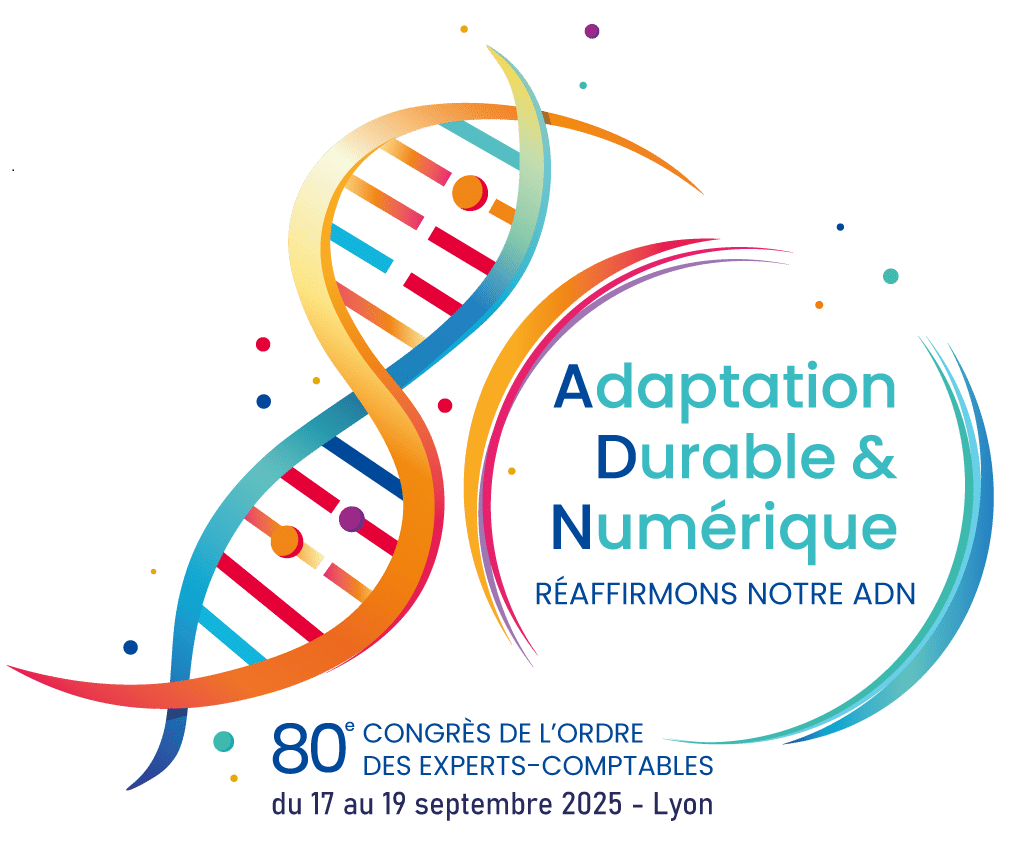 Adaptation
Durable &
Numérique
RÉAFFIRMONS NOTRE ADN
80e CONGRÈS DE L'ORDRE
DES EXPERTS-COMPTABLES
du 17 au 19 septembre 2025 - Lyon